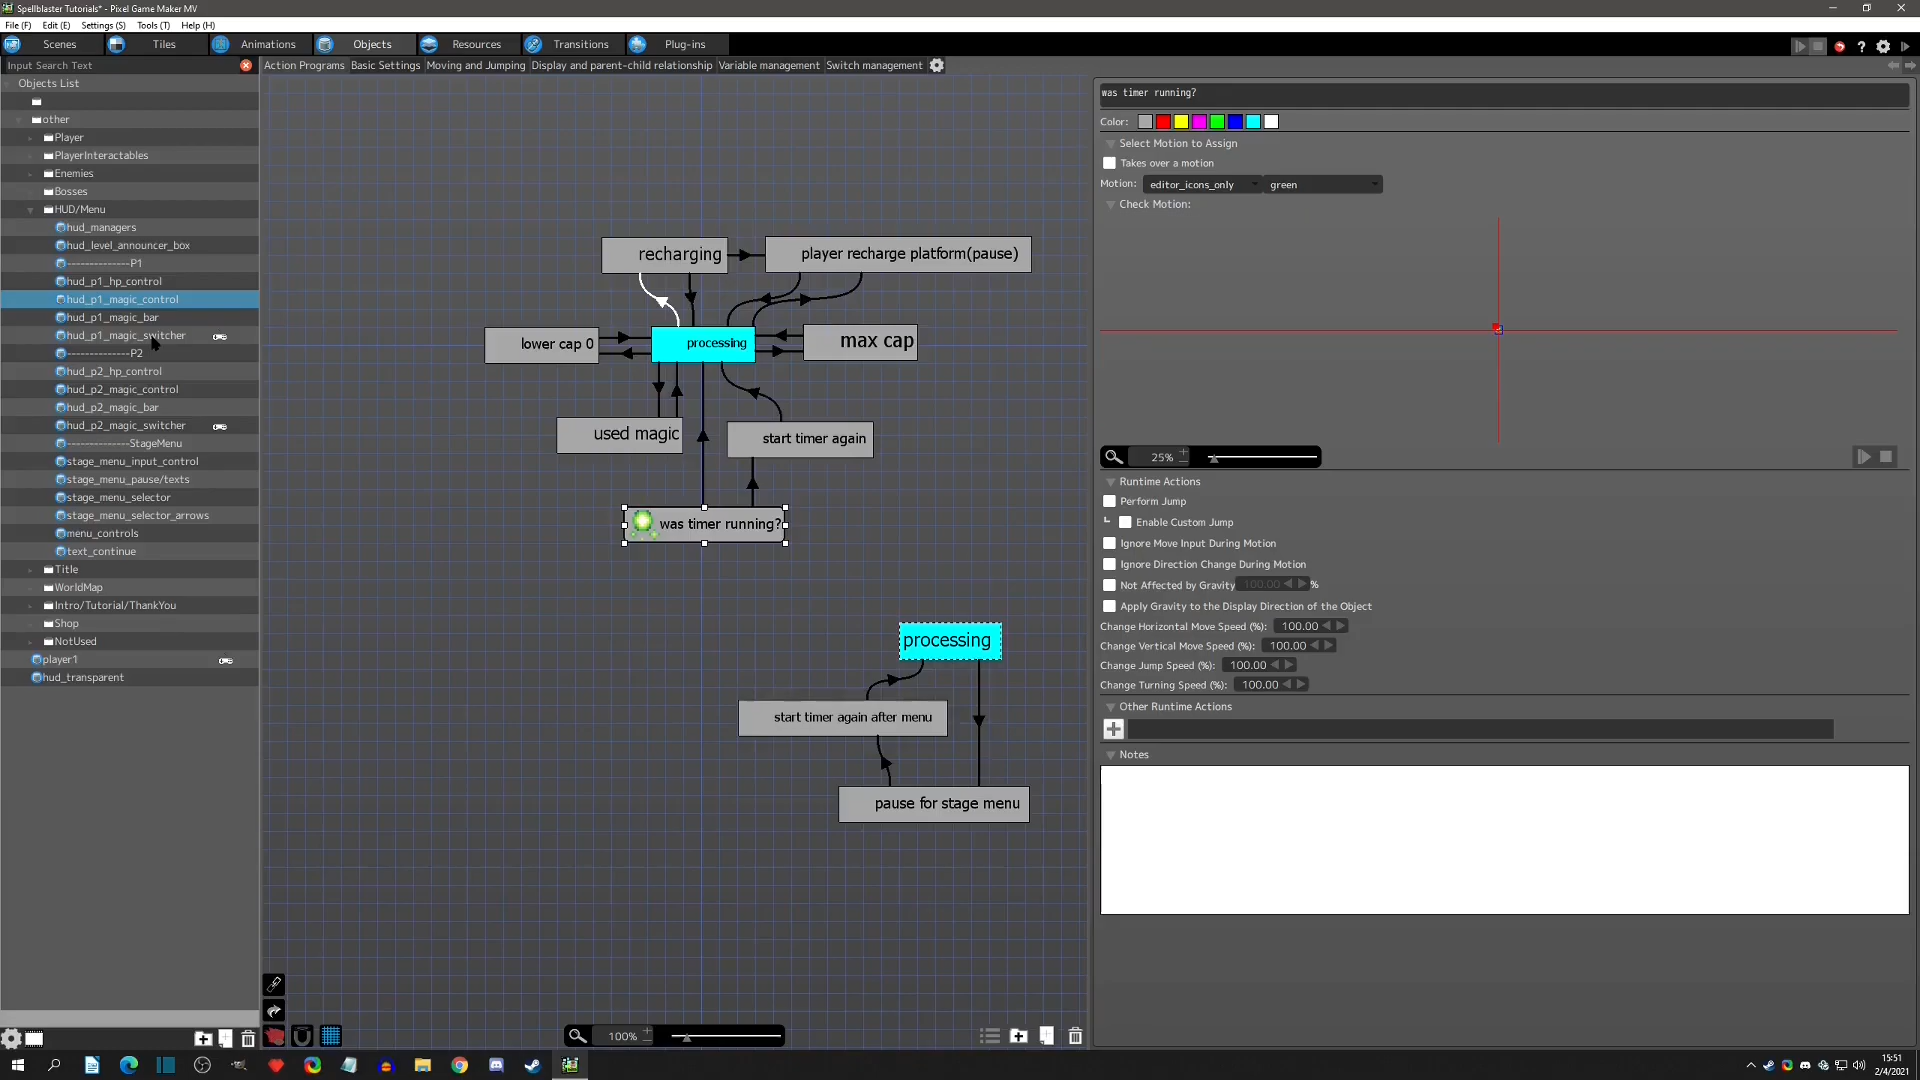 Spellblaster Tutorials* - Pixel Game Maker MV
File (F) Edit (E) Settings (S) Tools (T) Help (H)
Scenes Tiles Animations Objects Resources Transitions Plug-ins
Input Search Text
Action Programs Basic Settings Moving and Jumping Display and parent-child relationship Variable management Switch management
Objects List
other
Player
PlayerInteractables
Enemies
Bosses
HUD/Menu
hud_managers
hud_level_announcer_box
--------------P1
hud_p1_hp_control
hud_p1_magic_control
hud_p1_magic_bar
hud_p1_magic_switcher
--------------P2
hud_p2_hp_control
hud_p2_magic_control
hud_p2_magic_bar
hud_p2_magic_switcher
--------------StageMenu
stage_menu_input_control
stage_menu_pause/texts
stage_menu_selector
stage_menu_selector_arrows
menu_controls
text_continue
Title
WorldMap
Intro/Tutorial/ThankYou
Shop
NotUsed
player1
hud_transparent
recharging
player recharge platform(pause)
lower cap 0
processing
max cap
used magic
start timer again
was timer running?
processing
start timer again after menu
pause for stage menu
100%
was timer running?
Color:
Select Motion to Assign
Takes over a motion
Motion: editor_icons_only green
Check Motion:
25%
Runtime Actions
Perform Jump
Enable Custom Jump
Ignore Move Input During Motion
Ignore Direction Change During Motion
Not Affected by Gravity 100.00 %
Apply Gravity to the Display Direction of the Object
Change Horizontal Move Speed (%): 100.00
Change Vertical Move Speed (%): 100.00
Change Jump Speed (%): 100.00
Change Turning Speed (%): 100.00
Other Runtime Actions
Notes
15:51
2/4/2021